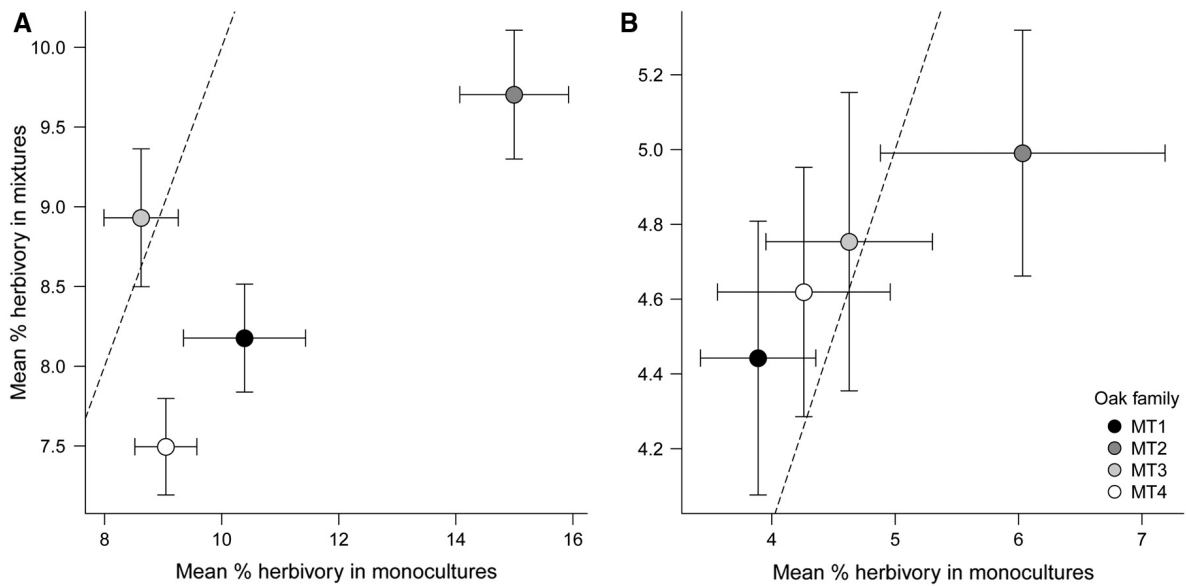 A
10.0
9.5
9.0
8.5
8.0
7.5
Mean % herbivory in mixtures
8 10 12 14 16
Mean % herbivory in monocultures
B
5.2
5.0
4.8
4.6
4.4
4.2
4 5 6 7
Mean % herbivory in monocultures
Oak family
MT1
MT2
MT3
MT4